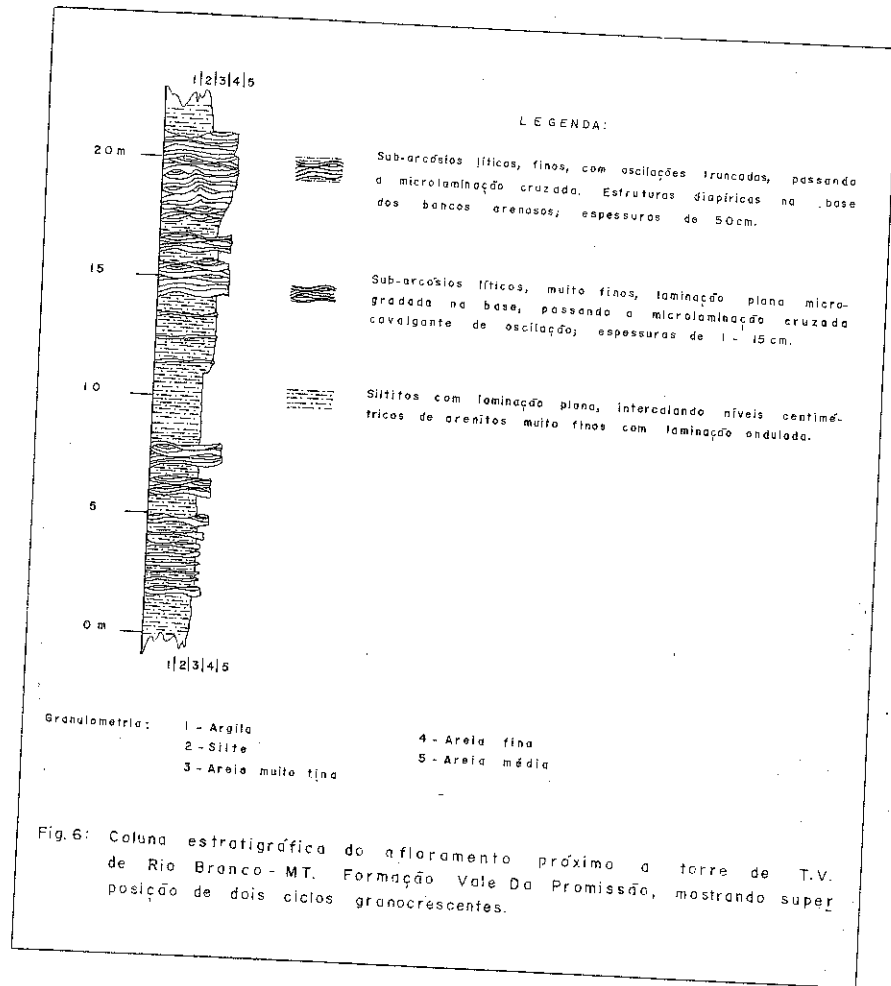 1|2|3|4|5
LEGENDA:
20m
Sub-arcósios líticos, finos, com oscilações truncadas, passando
a microlaminação cruzada. Estruturas diapíricas na base
dos bancos arenosos; espessuras de 50cm.
15
Sub-arcósios líticos, muito finos, laminação plana micro-
gradada na base, passando a microlaminação cruzada
cavalgante de oscilação; espessuras de 1 - 15 cm.
10
Siltitos com laminação plana, intercalando níveis centimé-
tricos de arenitos muito finos com laminação ondulada.
5
0 m
1|2|3|4|5
Granulometria:
1 - Argila
2 - Silte
3 - Areia muito fina
4 - Areia fina
5 - Areia média
Fig. 6: Coluna estratigráfica do afloramento próximo a torre de T.V.
de Rio Branco - MT. Formação Vale Da Promissão, mostrando super
posição de dois ciclos granocrescentes.